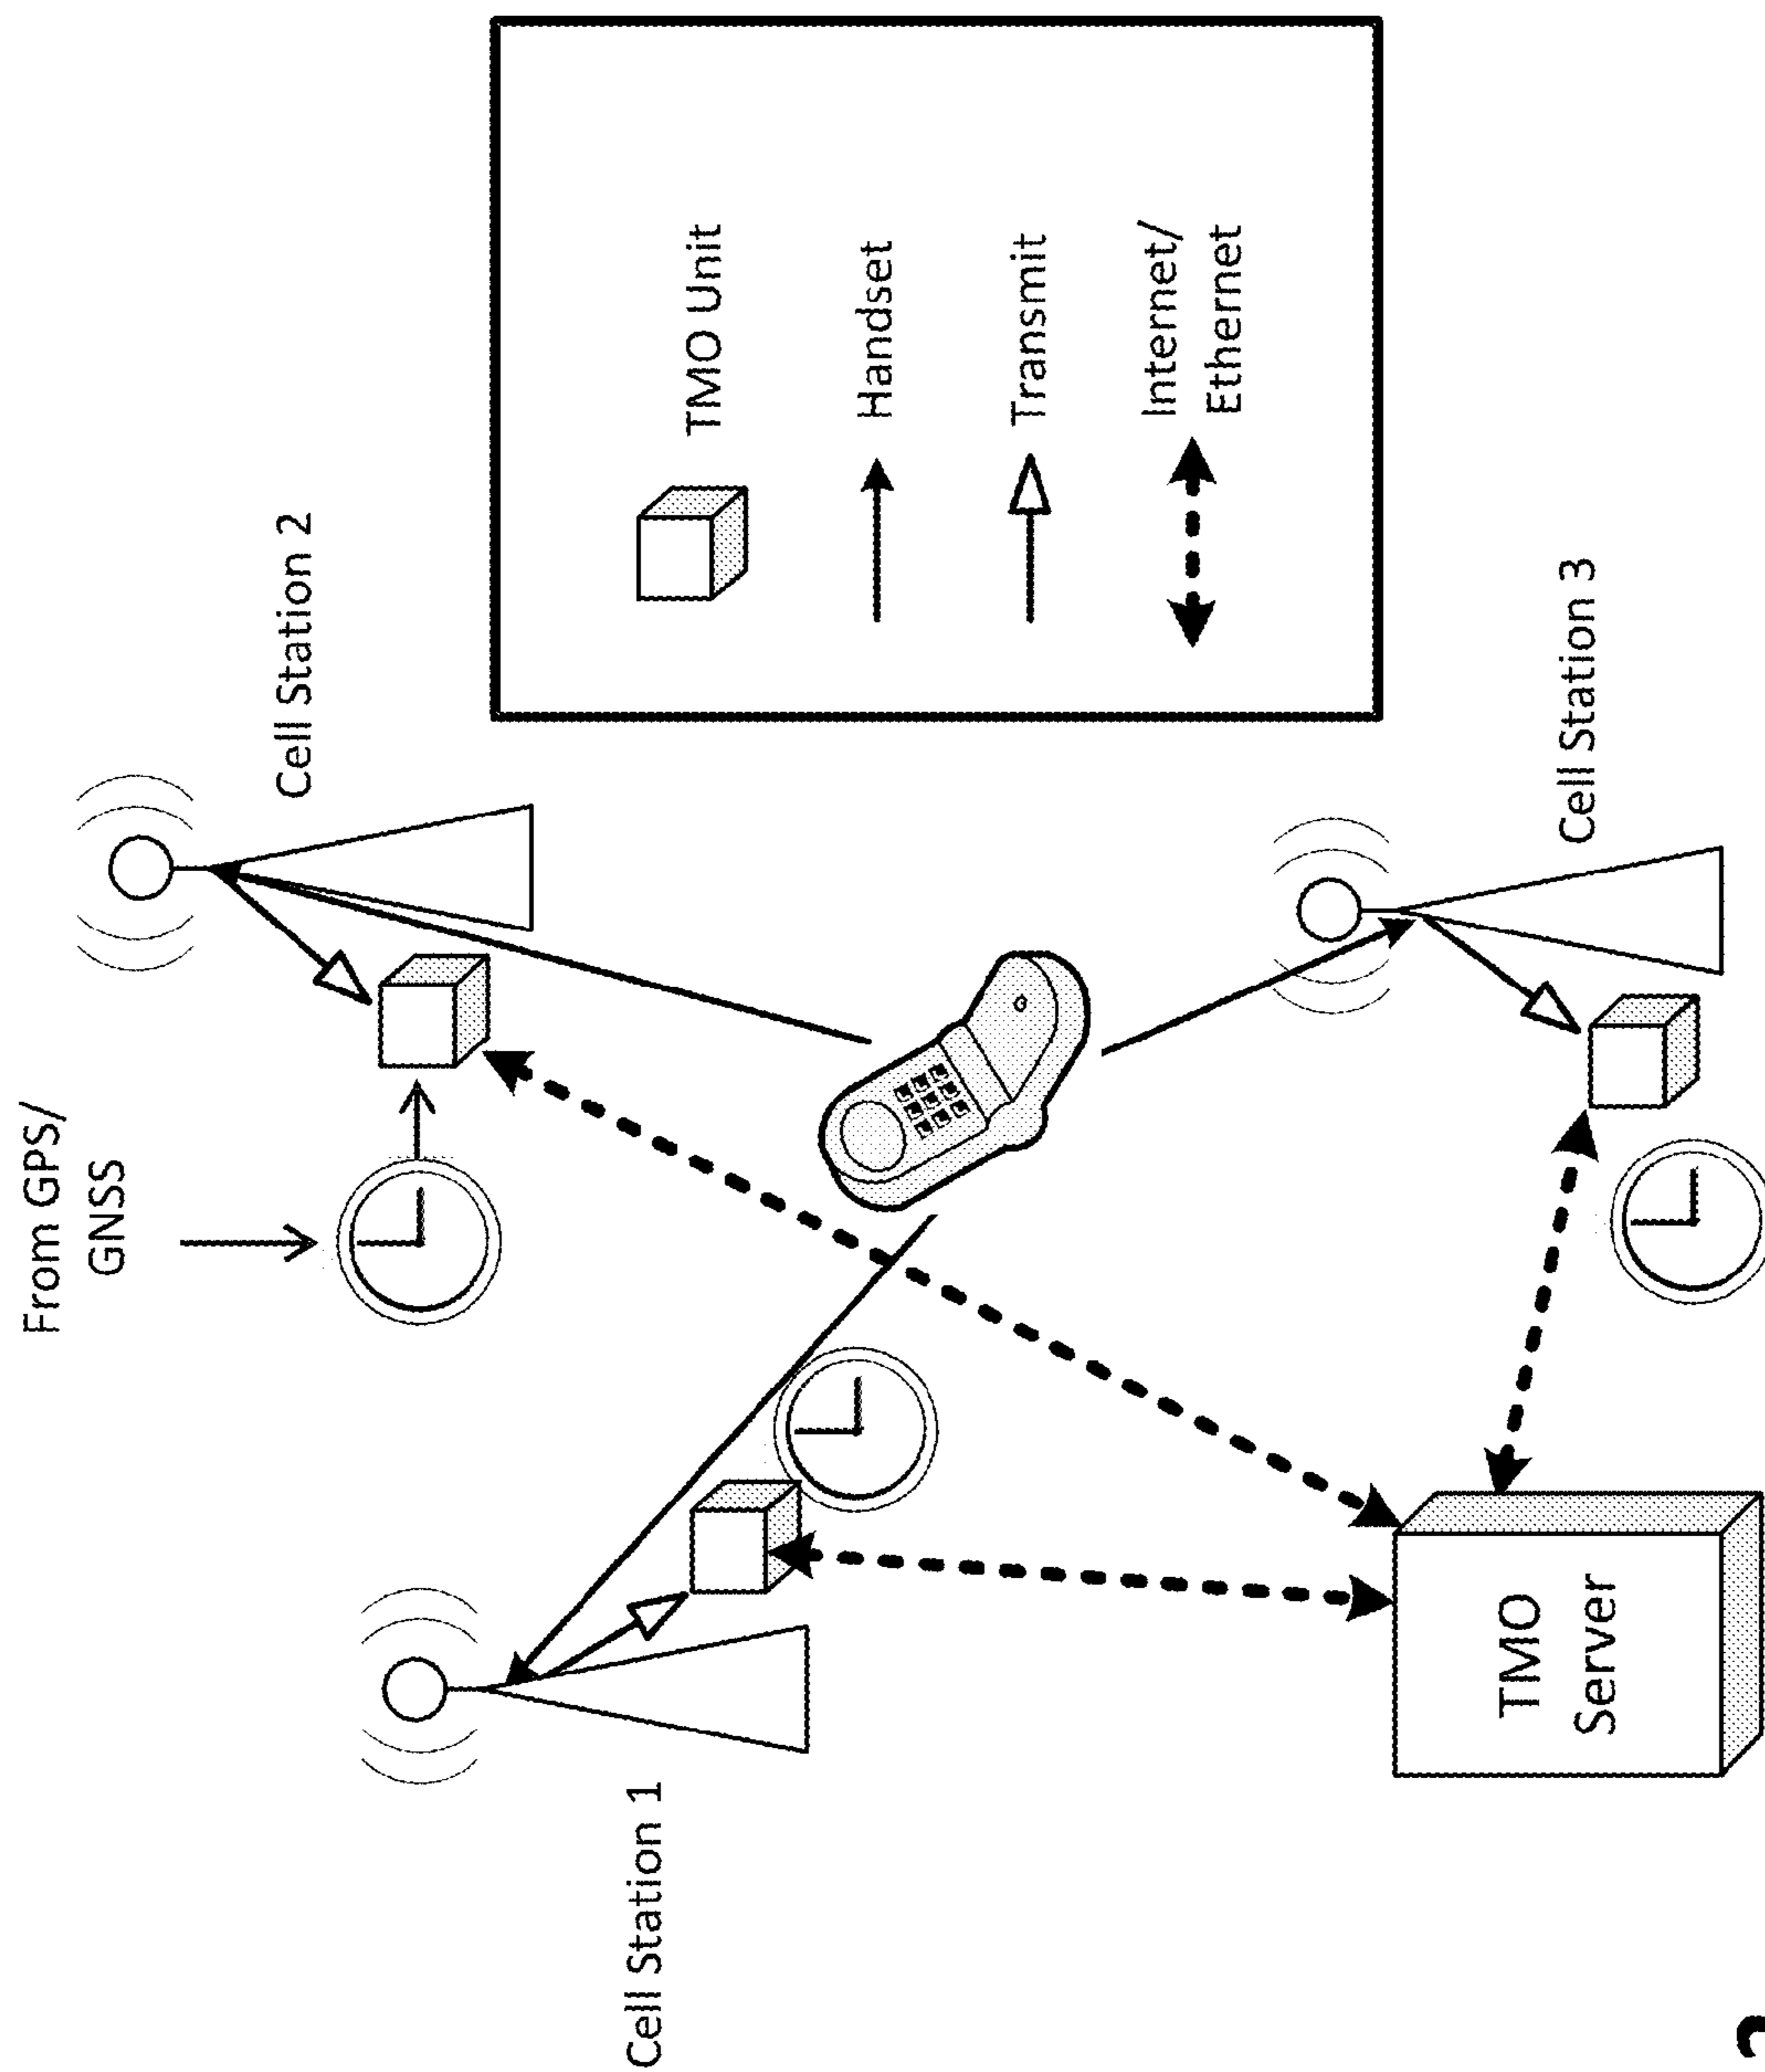 From GPS/
GNSS
Cell Station 2
Cell Station 1
TMO Unit
Handset
Transmit
Internet/
Ethernet
Cell Station 3
TMO
Server